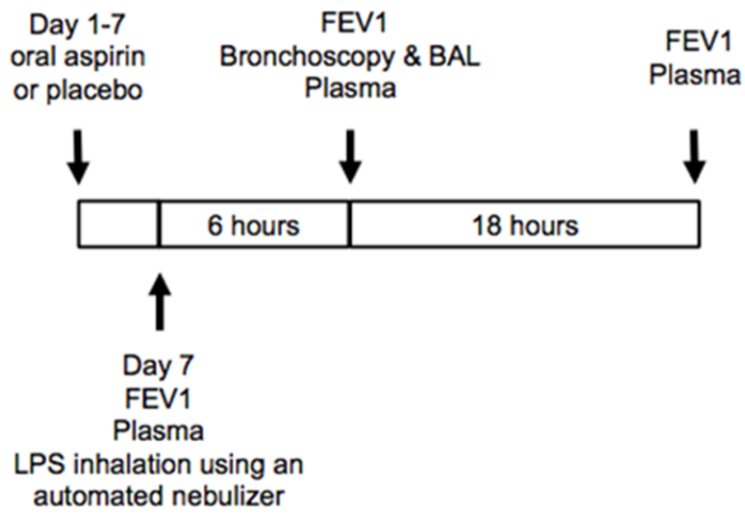 Day 1-7
oral aspirin
or placebo
FEV1
Bronchoscopy & BAL
Plasma
FEV1
Plasma
6 hours
18 hours
Day 7
FEV1
Plasma
LPS inhalation using an
automated nebulizer